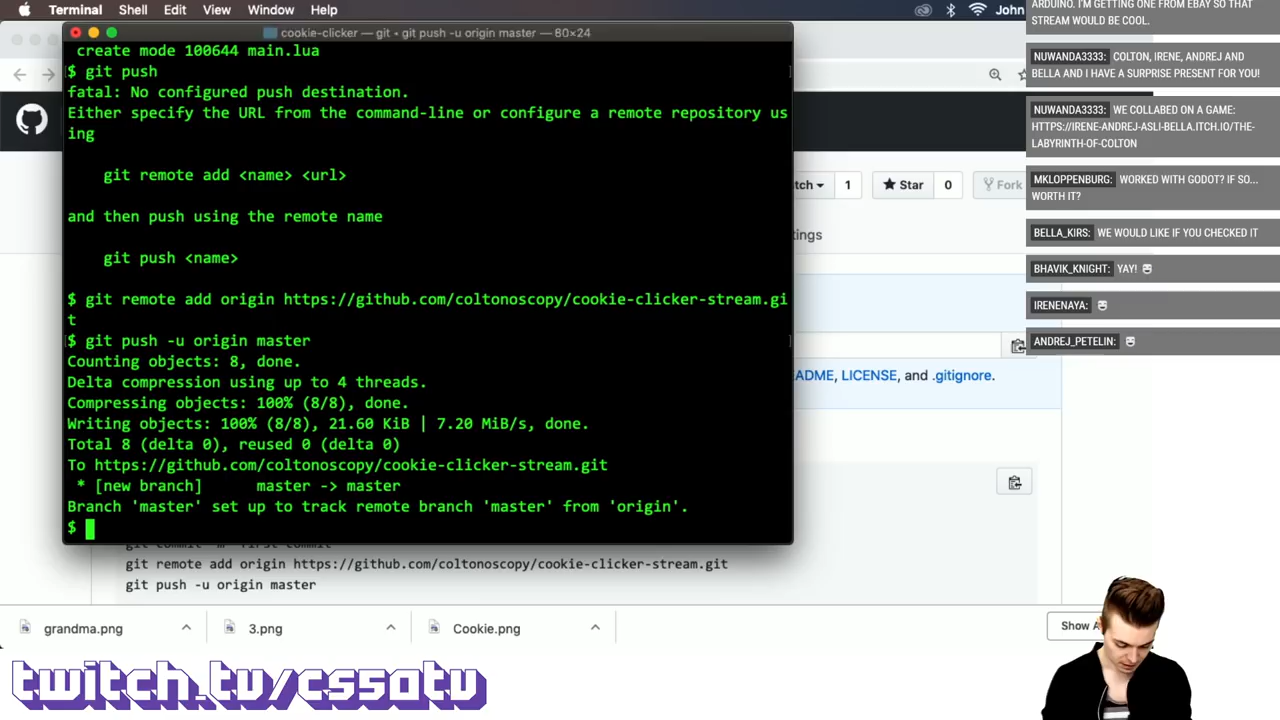 Terminal Shell Edit View Window Help
John
cookie-clicker — git • git push -u origin master — 80×24
create mode 100644 main.lua
$ git push
fatal: No configured push destination.
Either specify the URL from the command-line or configure a remote repository us
ing
git remote add <name> <url>
and then push using the remote name
git push <name>
$ git remote add origin https://github.com/coltonoscopy/cookie-clicker-stream.gi
t
$ git push -u origin master
Counting objects: 8, done.
Delta compression using up to 4 threads.
Compressing objects: 100% (8/8), done.
Writing objects: 100% (8/8), 21.60 KiB | 7.20 MiB/s, done.
Total 8 (delta 0), reused 0 (delta 0)
To https://github.com/coltonoscopy/cookie-clicker-stream.git
* [new branch] master -> master
Branch 'master' set up to track remote branch 'master' from 'origin'.
$
tch 1 Star 0 Fork
tings
ADME, LICENSE, and .gitignore.
git remote add origin https://github.com/coltonoscopy/cookie-clicker-stream.git
git push -u origin master
grandma.png 3.png Cookie.png
Show A
ARDUINO. I'M GETTING ONE FROM EBAY SO THAT
STREAM WOULD BE COOL.
NUWANDA3333: COLTON, IRENE, ANDREJ AND
BELLA AND I HAVE A SURPRISE PRESENT FOR YOU!
NUWANDA3333: WE COLLABED ON A GAME:
HTTPS://IRENE-ANDREJ-ASLI-BELLA.ITCH.IO/THE-
LABYRINTH-OF-COLTON
MKLOPPENBURG: WORKED WITH GODOT? IF SO...
WORTH IT?
BELLA_KIRS: WE WOULD LIKE IF YOU CHECKED IT
BHAVIK_KNIGHT: YAY!
IRENENAYA:
ANDREJ_PETELIN:
twitch.tv/cs50tv